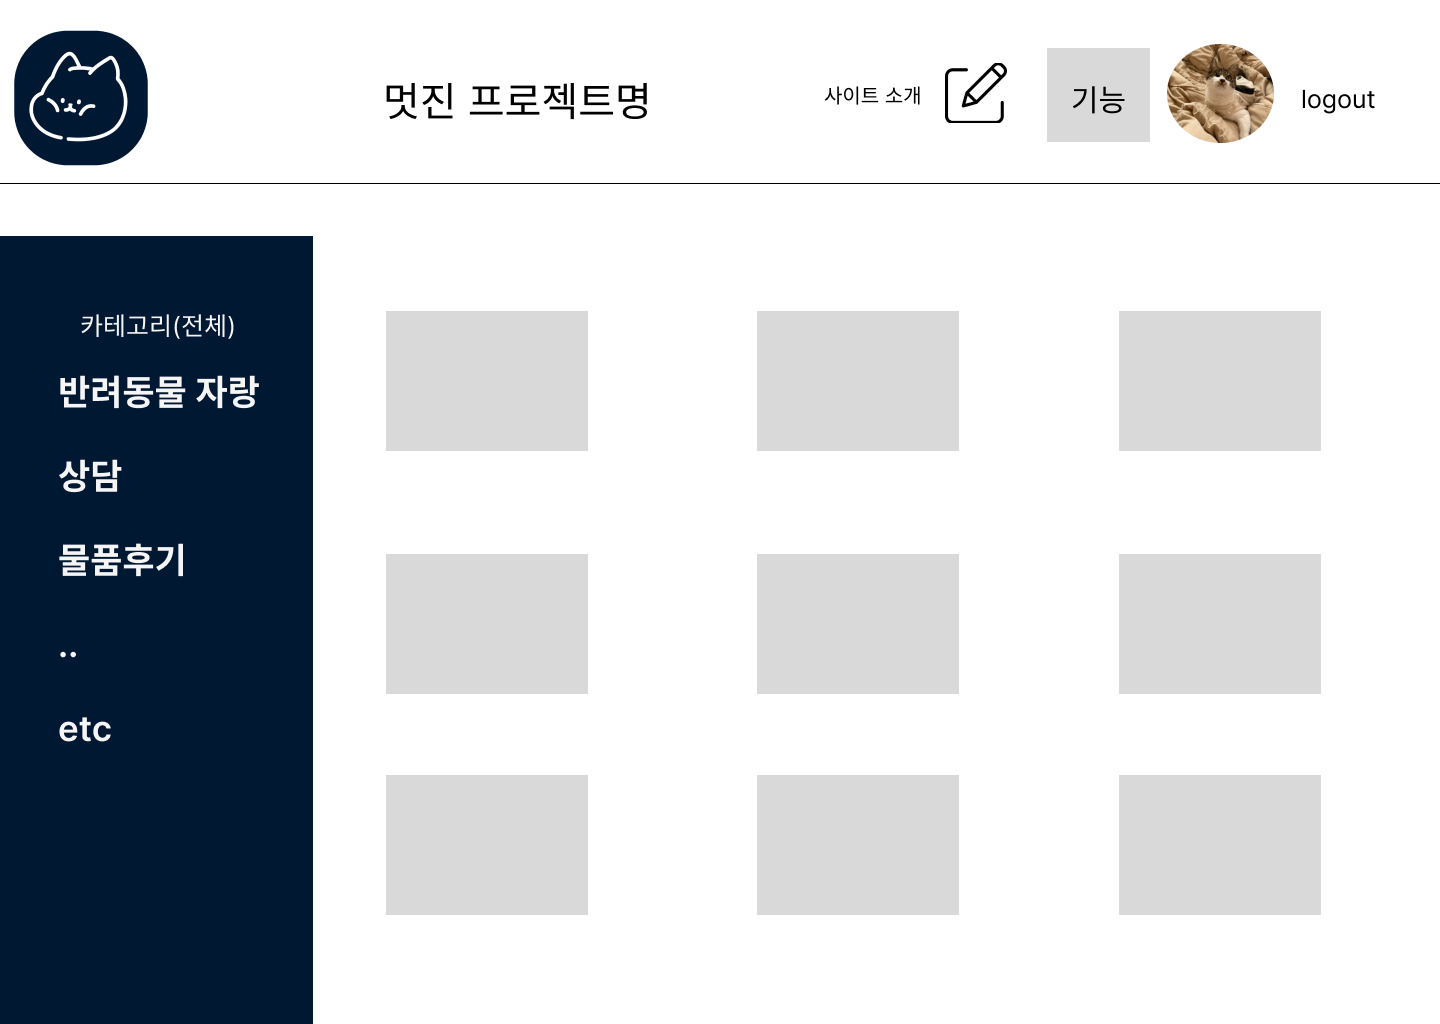 멋진 프로젝트명
사이트 소개
기능
logout
카테고리(전체)
반려동물 자랑
상담
물품후기
..
etc